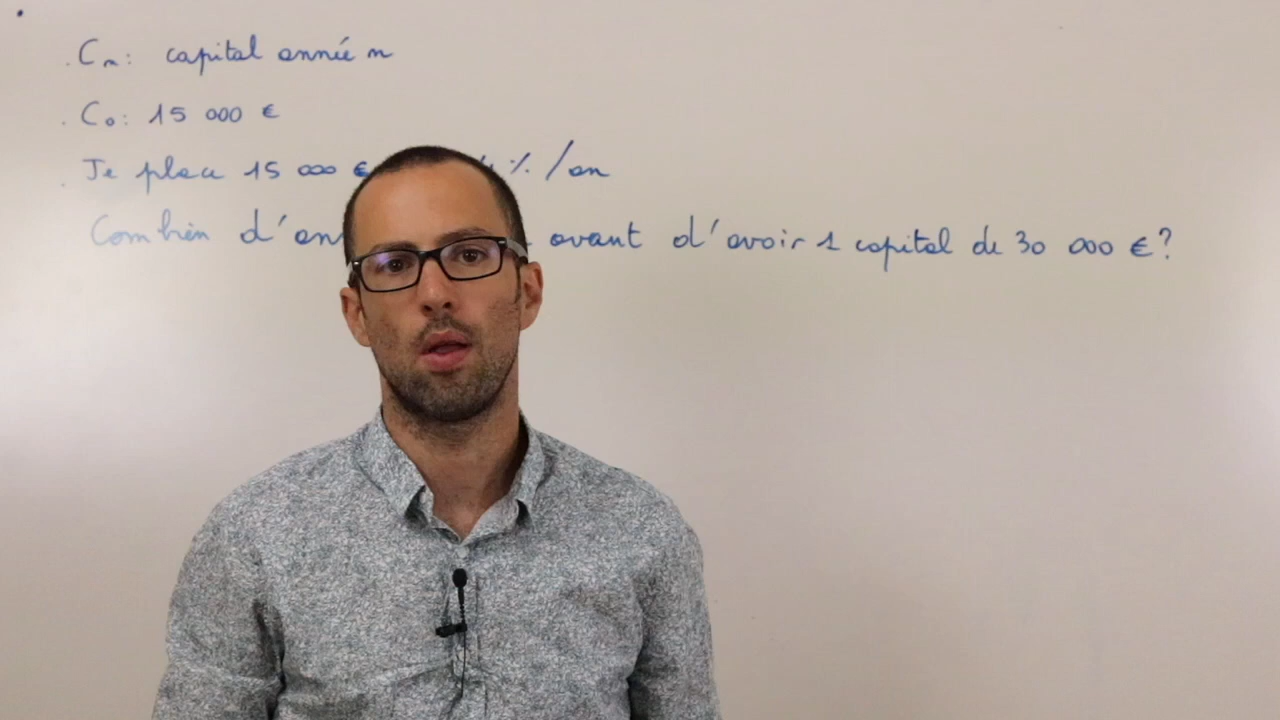 . Cn : capital année n
. C0 : 15 000 €
. Je place 15 000 € % / an
Combien d'an avant d'avoir 1 capital de 30 000 € ?